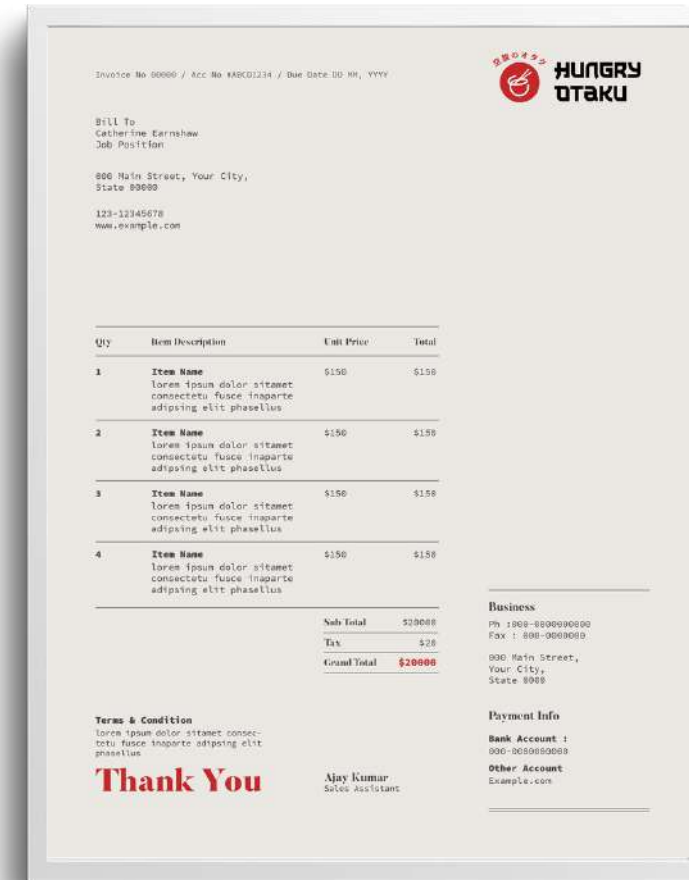 Invoice No 00000 / Acc No #ABCD1234 / Due Date DD MM, YYYY
空腹のオタク
HUNGRY
OTAKU
Bill To
Catherine Earnshaw
Job Position
000 Main Street, Your City,
State 00000
123-12345678
www.example.com
Qty Item Description Unit Price Total
1 Item Name $150 $150
lorem ipsum dolor sitamet
consectetu fusce inaparte
adipsing elit phasellus
2 Item Name $150 $150
lorem ipsum dolor sitamet
consectetu fusce inaparte
adipsing elit phasellus
3 Item Name $150 $150
lorem ipsum dolor sitamet
consectetu fusce inaparte
adipsing elit phasellus
4 Item Name $150 $150
lorem ipsum dolor sitamet
consectetu fusce inaparte
adipsing elit phasellus
Sub Total $20000
Tax $20
Grand Total $20000
Terms & Condition
lorem ipsum dolor sitamet consec-
tetu fusce inaparte adipsing elit
phasellus
Thank You
Ajay Kumar
Sales Assistant
Business
Ph :000-0000000000
Fax : 000-0000000
000 Main Street,
Your City,
State 0000
Payment Info
Bank Account :
000-0000000000
Other Account
Example.com